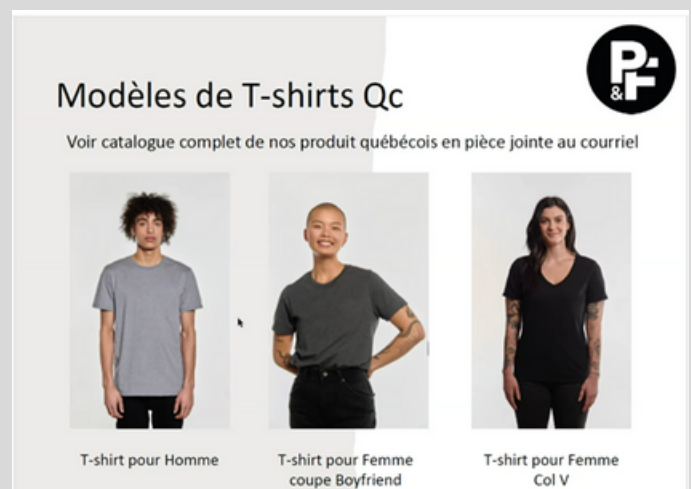 P&F
Modèles de T-shirts Qc
Voir catalogue complet de nos produit québécois en pièce jointe au courriel
T-shirt pour Homme
T-shirt pour Femme
coupe Boyfriend
T-shirt pour Femme
Col V